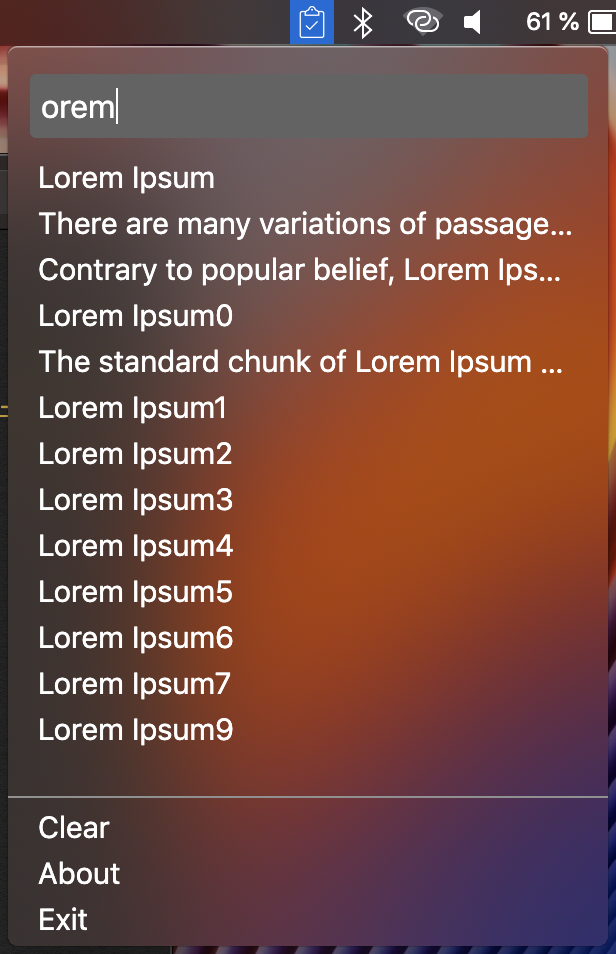 61 %
orem
Lorem Ipsum
There are many variations of passage...
Contrary to popular belief, Lorem Ips...
Lorem Ipsum0
The standard chunk of Lorem Ipsum ...
Lorem Ipsum1
Lorem Ipsum2
Lorem Ipsum3
Lorem Ipsum4
Lorem Ipsum5
Lorem Ipsum6
Lorem Ipsum7
Lorem Ipsum9
Clear
About
Exit